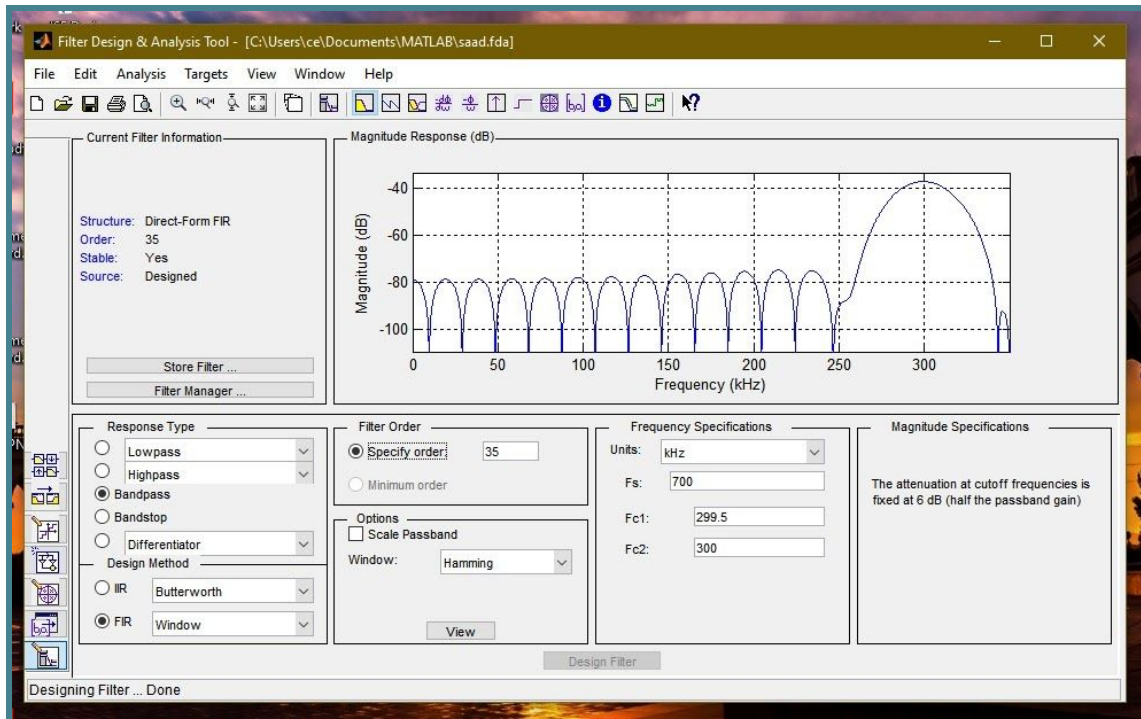 Filter Design & Analysis Tool - [C:\Users\ce\Documents\MATLAB\saad.fda]
File Edit Analysis Targets View Window Help
Current Filter Information
Structure: Direct-Form FIR
Order: 35
Stable: Yes
Source: Designed
Store Filter ...
Filter Manager ...
Magnitude Response (dB)
Magnitude (dB)
-40
-60
-80
-100
0 50 100 150 200 250 300
Frequency (kHz)
Response Type
Lowpass
Highpass
Bandpass
Bandstop
Differentiator
Design Method
IIR Butterworth
FIR Window
Filter Order
Specify order: 35
Minimum order
Options
Scale Passband
Window: Hamming
View
Frequency Specifications
Units: kHz
Fs: 700
Fc1: 299.5
Fc2: 300
Magnitude Specifications
The attenuation at cutoff frequencies is
fixed at 6 dB (half the passband gain)
Design Filter
Designing Filter ... Done